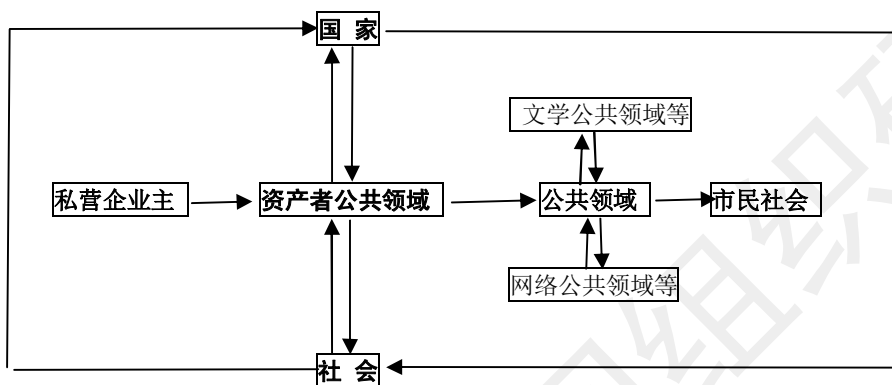 国 家
文学公共领域等
私营企业主
资产者公共领域
公共领域
市民社会
网络公共领域等
社 会
组织